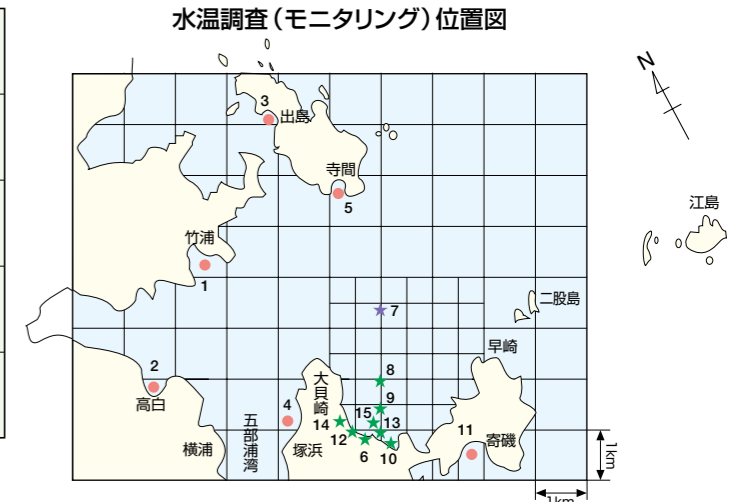 水温調査（モニタリング）位置図
N
3
出島
寺間
5
江島
竹浦
1
7
二股島
早崎
2
高白
8
大貝崎
9
4
15
13
14
12
6
10
11
寄磯
五部浦湾
横浦
塚浜
1km
1km